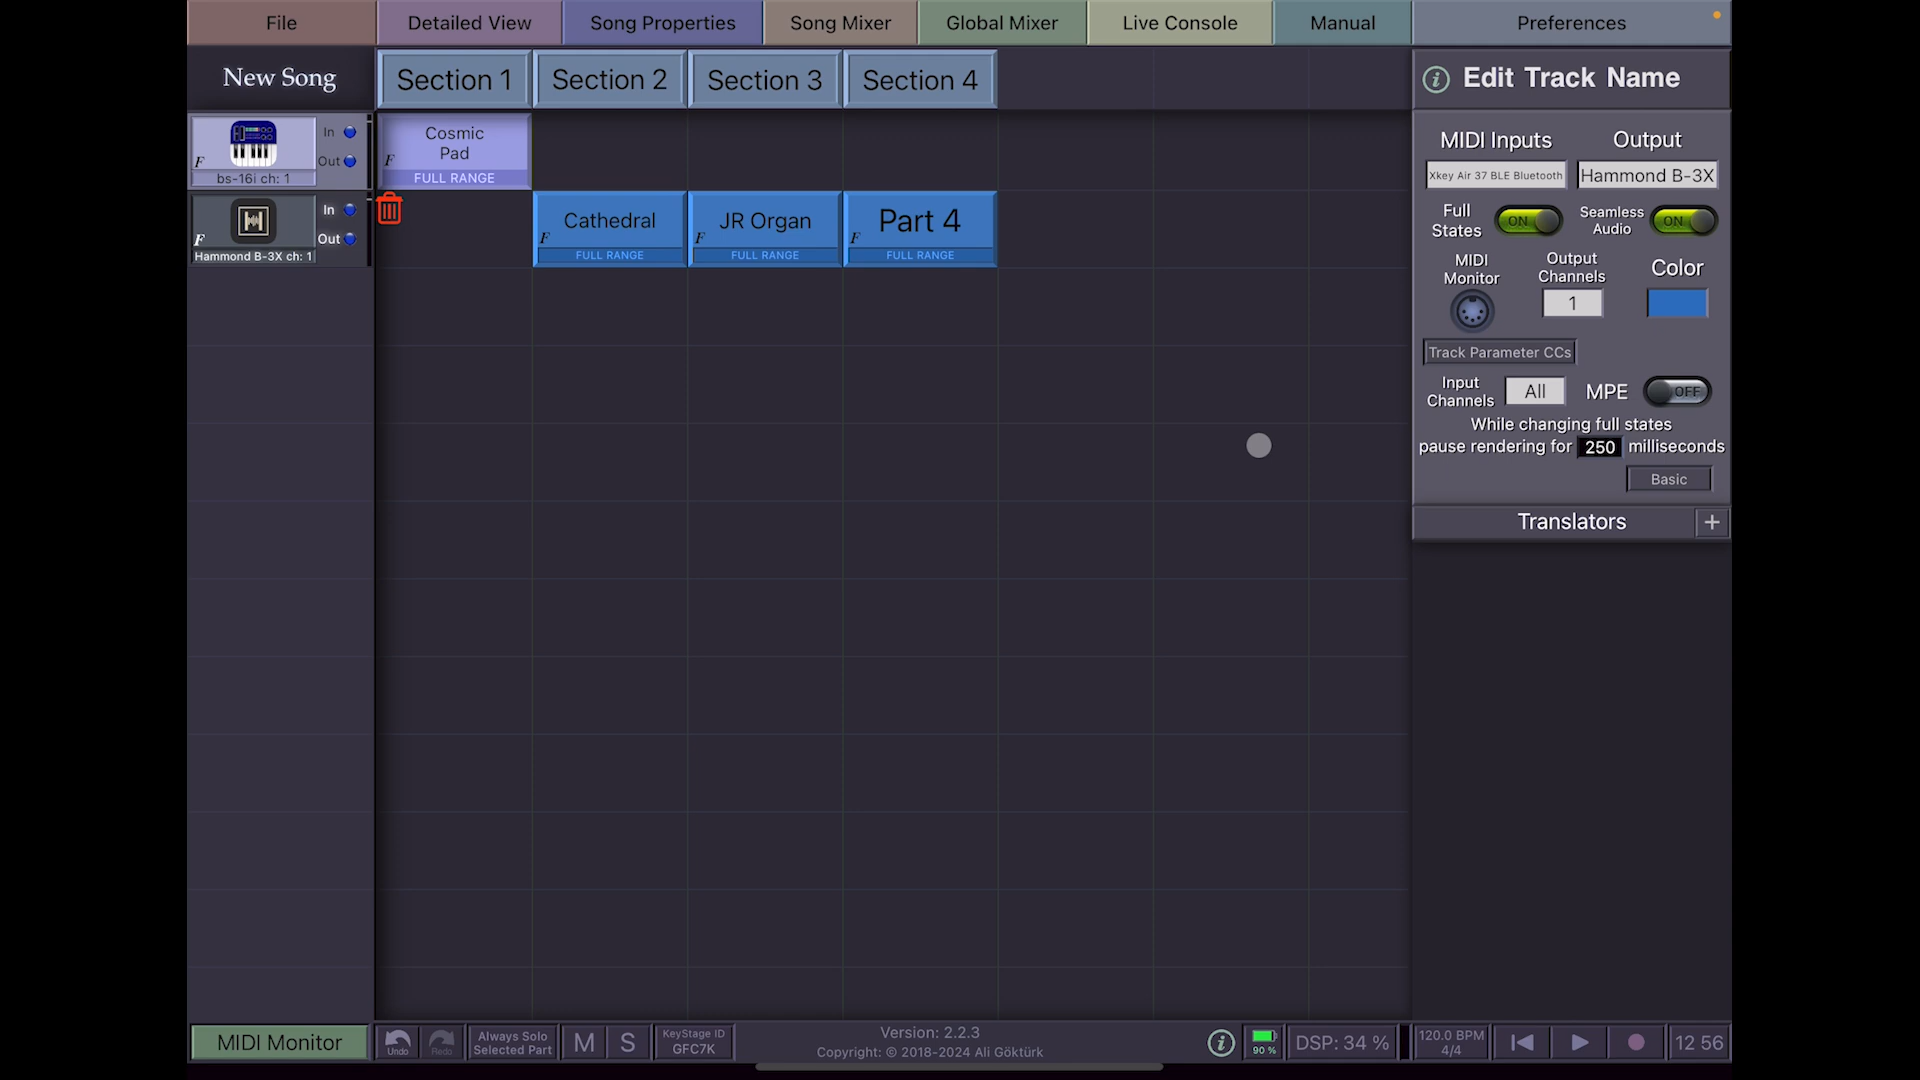 File
Detailed View
Song Properties
Song Mixer
Global Mixer
Live Console
Manual
Preferences
New Song
Section 1
Section 2
Section 3
Section 4
Edit Track Name
In
Out
F
bs-16i ch: 1
Cosmic
Pad
F
FULL RANGE
In
Out
F
Hammond B-3X ch: 1
Cathedral
F
FULL RANGE
JR Organ
F
FULL RANGE
Part 4
F
FULL RANGE
MIDI Inputs
Output
Xkey Air 37 BLE Bluetooth
Hammond B-3X
Full
States
ON
Seamless
Audio
ON
MIDI
Monitor
Output
Channels
1
Color
Track Parameter CCs
Input
Channels
All
MPE
OFF
While changing full states
pause rendering for 250 milliseconds
Basic
Translators
+
MIDI Monitor
Undo
Redo
Always Solo
Selected Part
M
S
KeyStage ID
GFC7K
Version: 2.2.3
Copyright: © 2018-2024 Ali Göktürk
90 %
DSP: 34 %
120.0 BPM
4/4
12 56